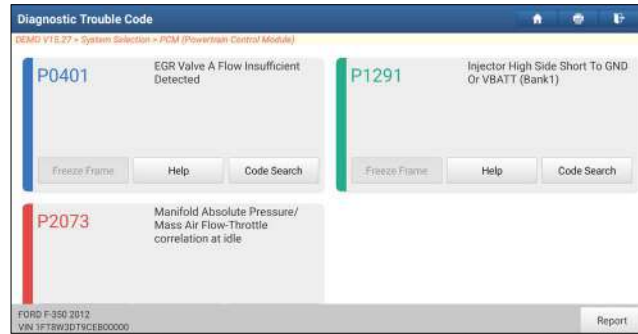 Diagnostic Trouble Code
DEMO V15.27 > System Selection > PCM (Powertrain Control Module)
P0401
EGR Valve A Flow Insufficient
Detected
Freeze Frame
Help
Code Search
P1291
Injector High Side Short To GND
Or VBATT (Bank1)
Freeze Frame
Help
Code Search
P2073
Manifold Absolute Pressure/
Mass Air Flow-Throttle
correlation at idle
FORD F-350 2012
VIN 1FT8W3DT9CEB00000
Report